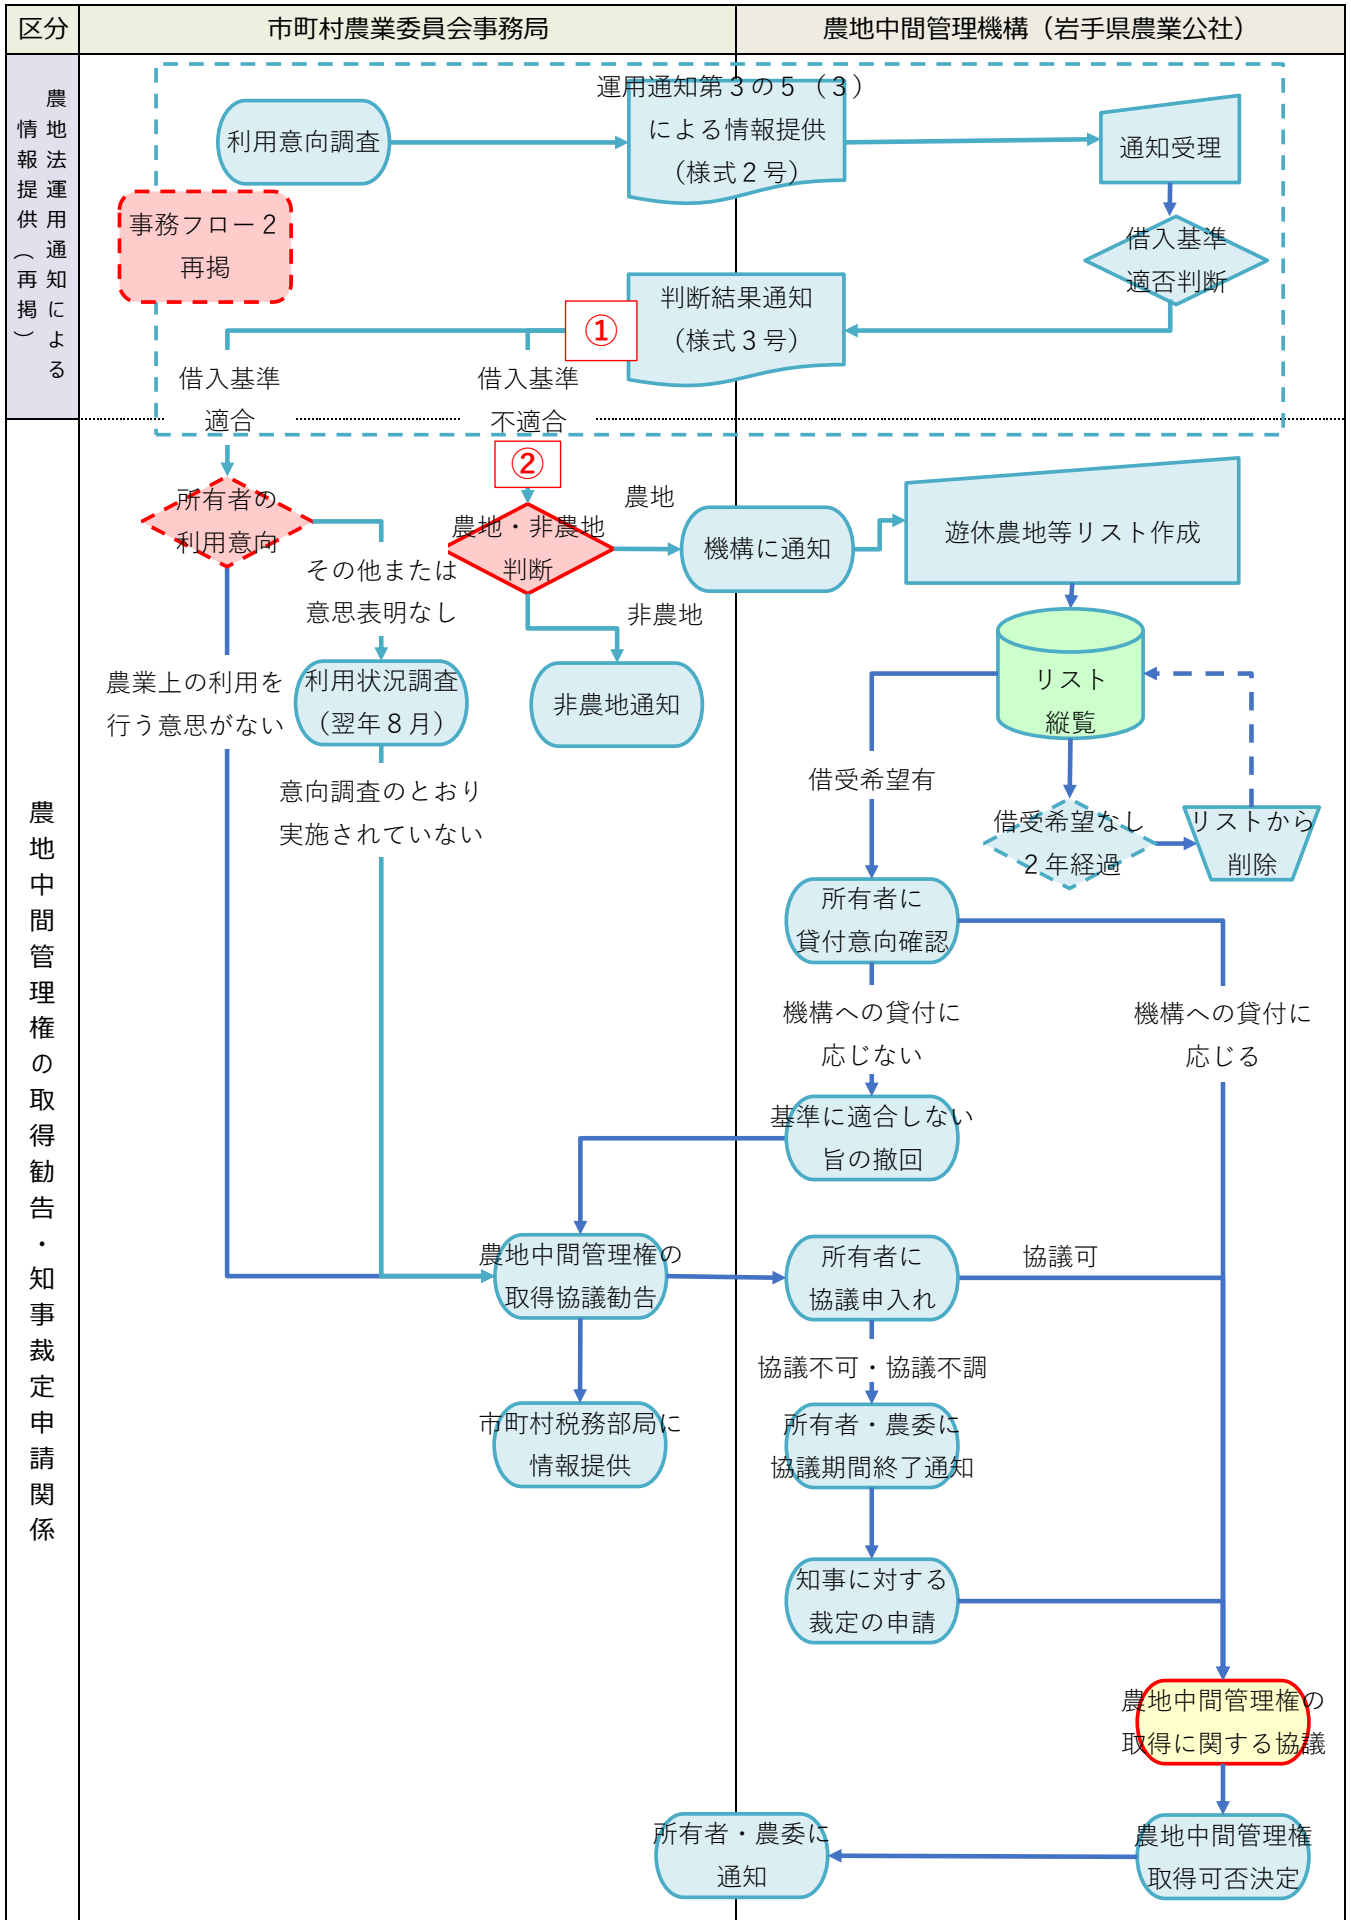 区分
市町村農業委員会事務局
農地中間管理機構（岩手県農業公社）
農地法運用通知による
情報提供（再掲）
利用意向調査
運用通知第３の５（３）
による情報提供
（様式２号）
通知受理
事務フロー２
再掲
借入基準
適否判断
判断結果通知
（様式３号）
①
借入基準
適合
借入基準
不適合
②
農地中間管理権の取得勧告・知事裁定申請関係
所有者の
利用意向
農地・非農地
判断
農地
機構に通知
遊休農地等リスト作成
その他または
意思表明なし
非農地
農業上の利用を
行う意思がない
利用状況調査
（翌年８月）
非農地通知
リスト
縦覧
意向調査のとおり
実施されていない
借受希望有
借受希望なし
２年経過
リストから
削除
所有者に
貸付意向確認
機構への貸付に
応じない
機構への貸付に
応じる
基準に適合しない
旨の撤回
農地中間管理権の
取得協議勧告
所有者に
協議申入れ
協議可
協議不可・協議不調
市町村税務部局に
情報提供
所有者・農委に
協議期間終了通知
知事に対する
裁定の申請
農地中間管理権の
取得に関する協議
所有者・農委に
通知
農地中間管理権
取得可否決定